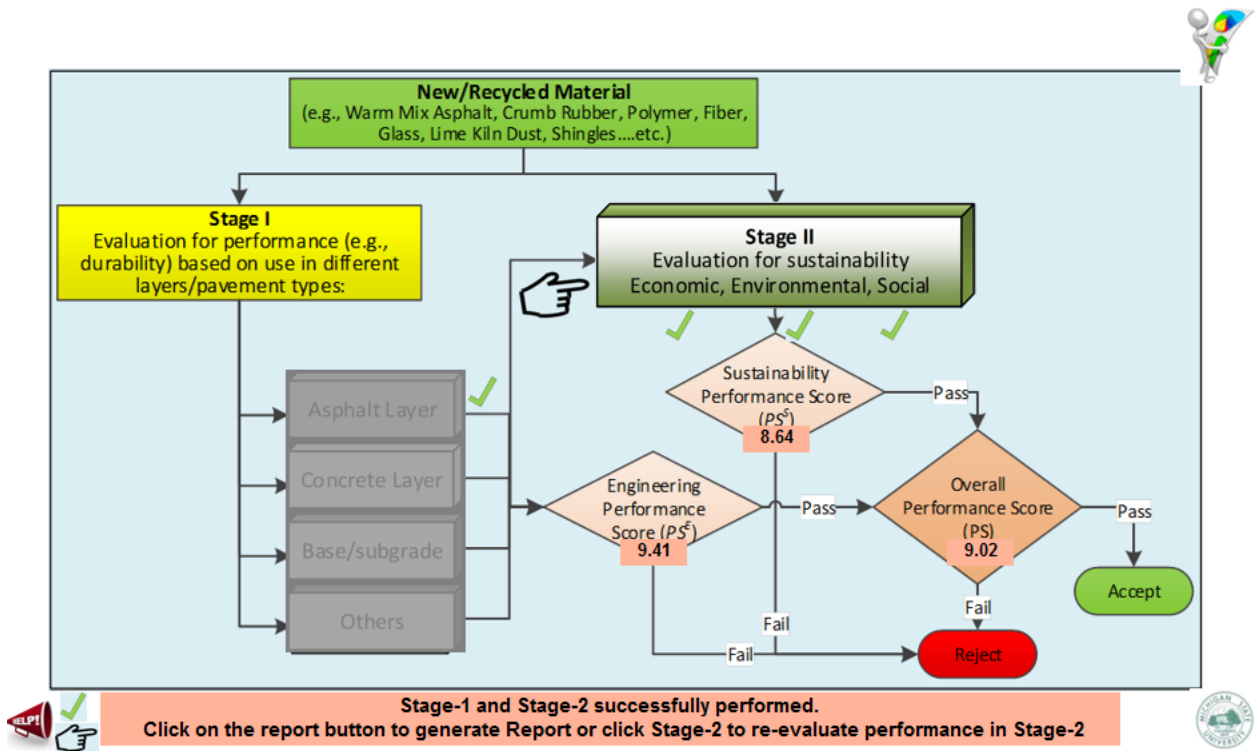 New/Recycled Material
(e.g., Warm Mix Asphalt, Crumb Rubber, Polymer, Fiber,
Glass, Lime Kiln Dust, Shingles....etc.)
Stage I
Evaluation for performance (e.g.,
durability) based on use in different
layers/pavement types:
Stage II
Evaluation for sustainability
Economic, Environmental, Social
Asphalt Layer
Concrete Layer
Base/subgrade
Others
Sustainability
Performance Score
(PS^S)
8.64
Pass
Engineering
Performance
Score (PS^E)
9.41
Pass
Overall
Performance Score
(PS)
9.02
Pass
Accept
Fail
Fail
Fail
Reject
HELP!
Stage-1 and Stage-2 successfully performed.
Click on the report button to generate Report or click Stage-2 to re-evaluate performance in Stage-2
MICHIGAN STATE
UNIVERSITY